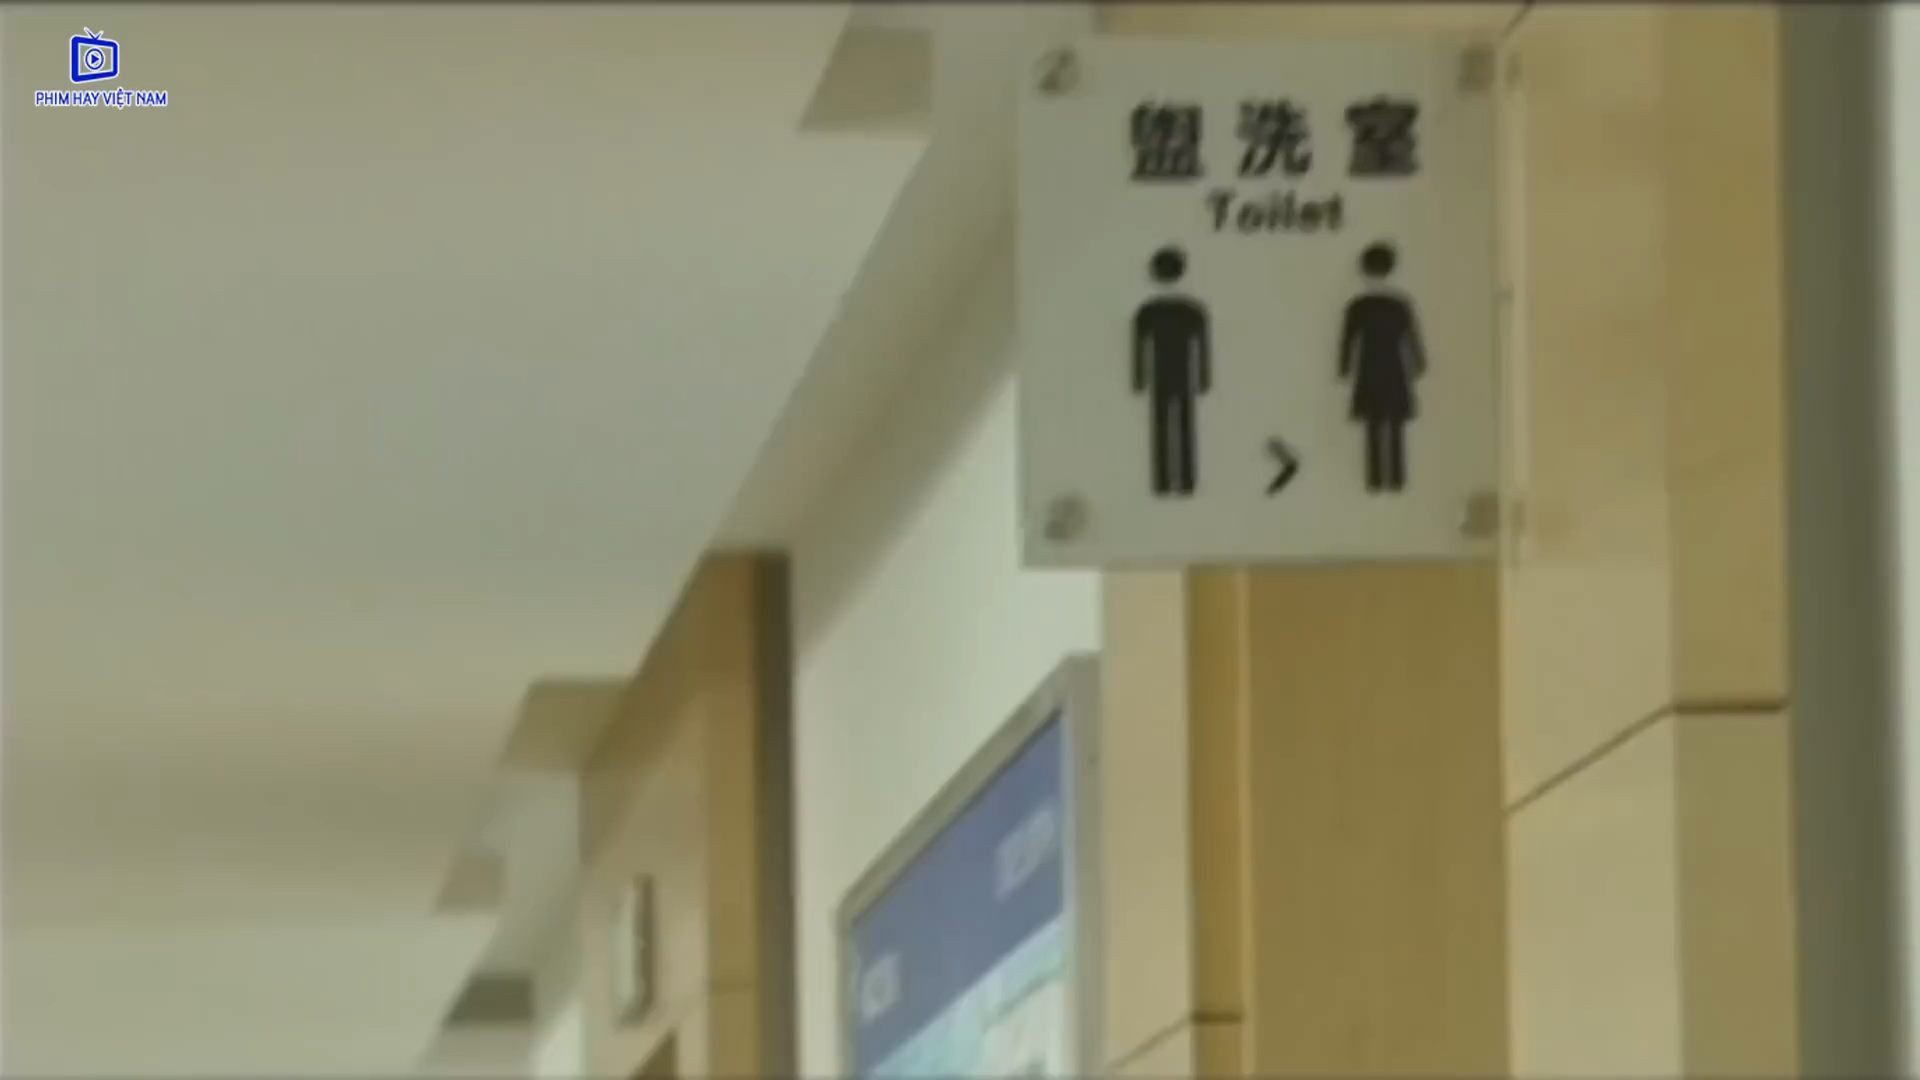 PHIM HAY VIỆT NAM
盥洗室
Toilet